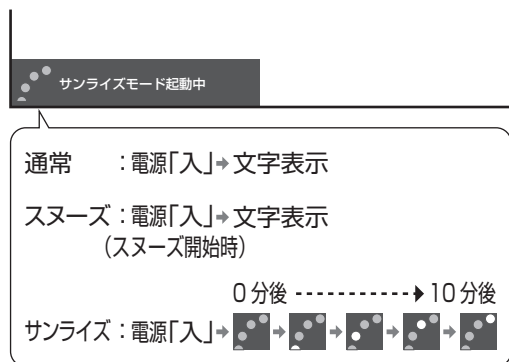 サンライズモード起動中
通常　：電源「入」➔文字表示
スヌーズ：電源「入」➔文字表示
（スヌーズ開始時）
0分後 ----------➔ 10分後
サンライズ：電源「入」➔ ➔ ➔ ➔ ➔